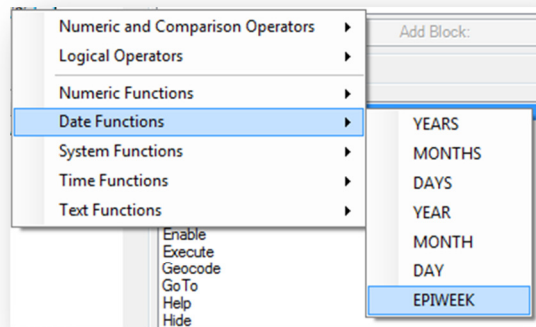 Numeric and Comparison Operators
Add Block:
Logical Operators
Numeric Functions
Date Functions
YEARS
System Functions
MONTHS
Time Functions
DAYS
Text Functions
YEAR
Enable
MONTH
Execute
Geocode
DAY
GoTo
Help
EPIWEEK
Hide